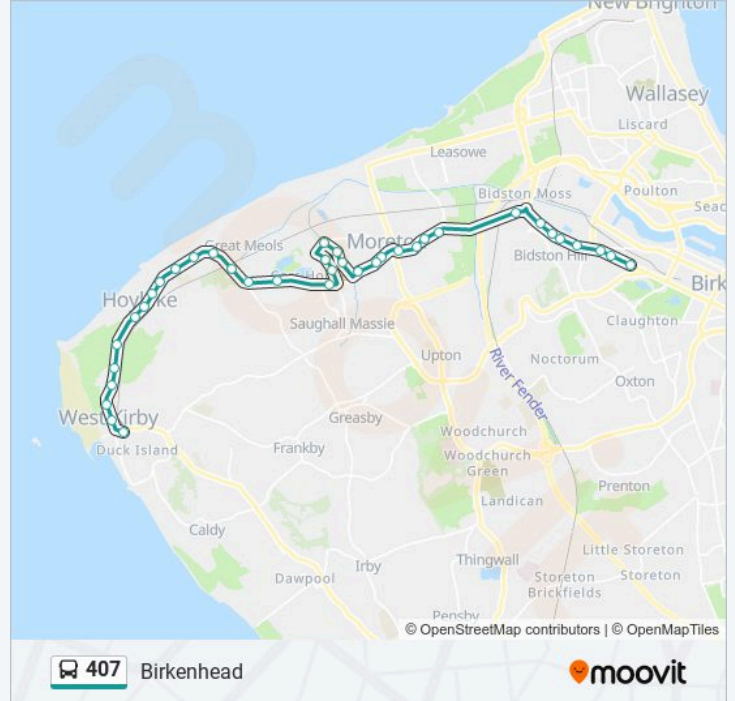 New Brighton
Wallasey
Liscard
Leasowe
Poulton
Bidston Moss
Seac
Great Meols
Moreto
Bidston Hill
Birk
Hoylake
Claughton
Saughall Massie
Upton
Noctorum
River Fender
Oxton
West Kirby
Greasby
Woodchurch
Duck Island
Frankby
Woodchurch
Green
Prenton
Landican
Caldy
Little Storeton
Thingwall
Irby
Dawpool
Storeton
Storeton
Brickfields
Pensby
© OpenStreetMap contributors | © OpenMapTiles
407 Birkenhead
moovit